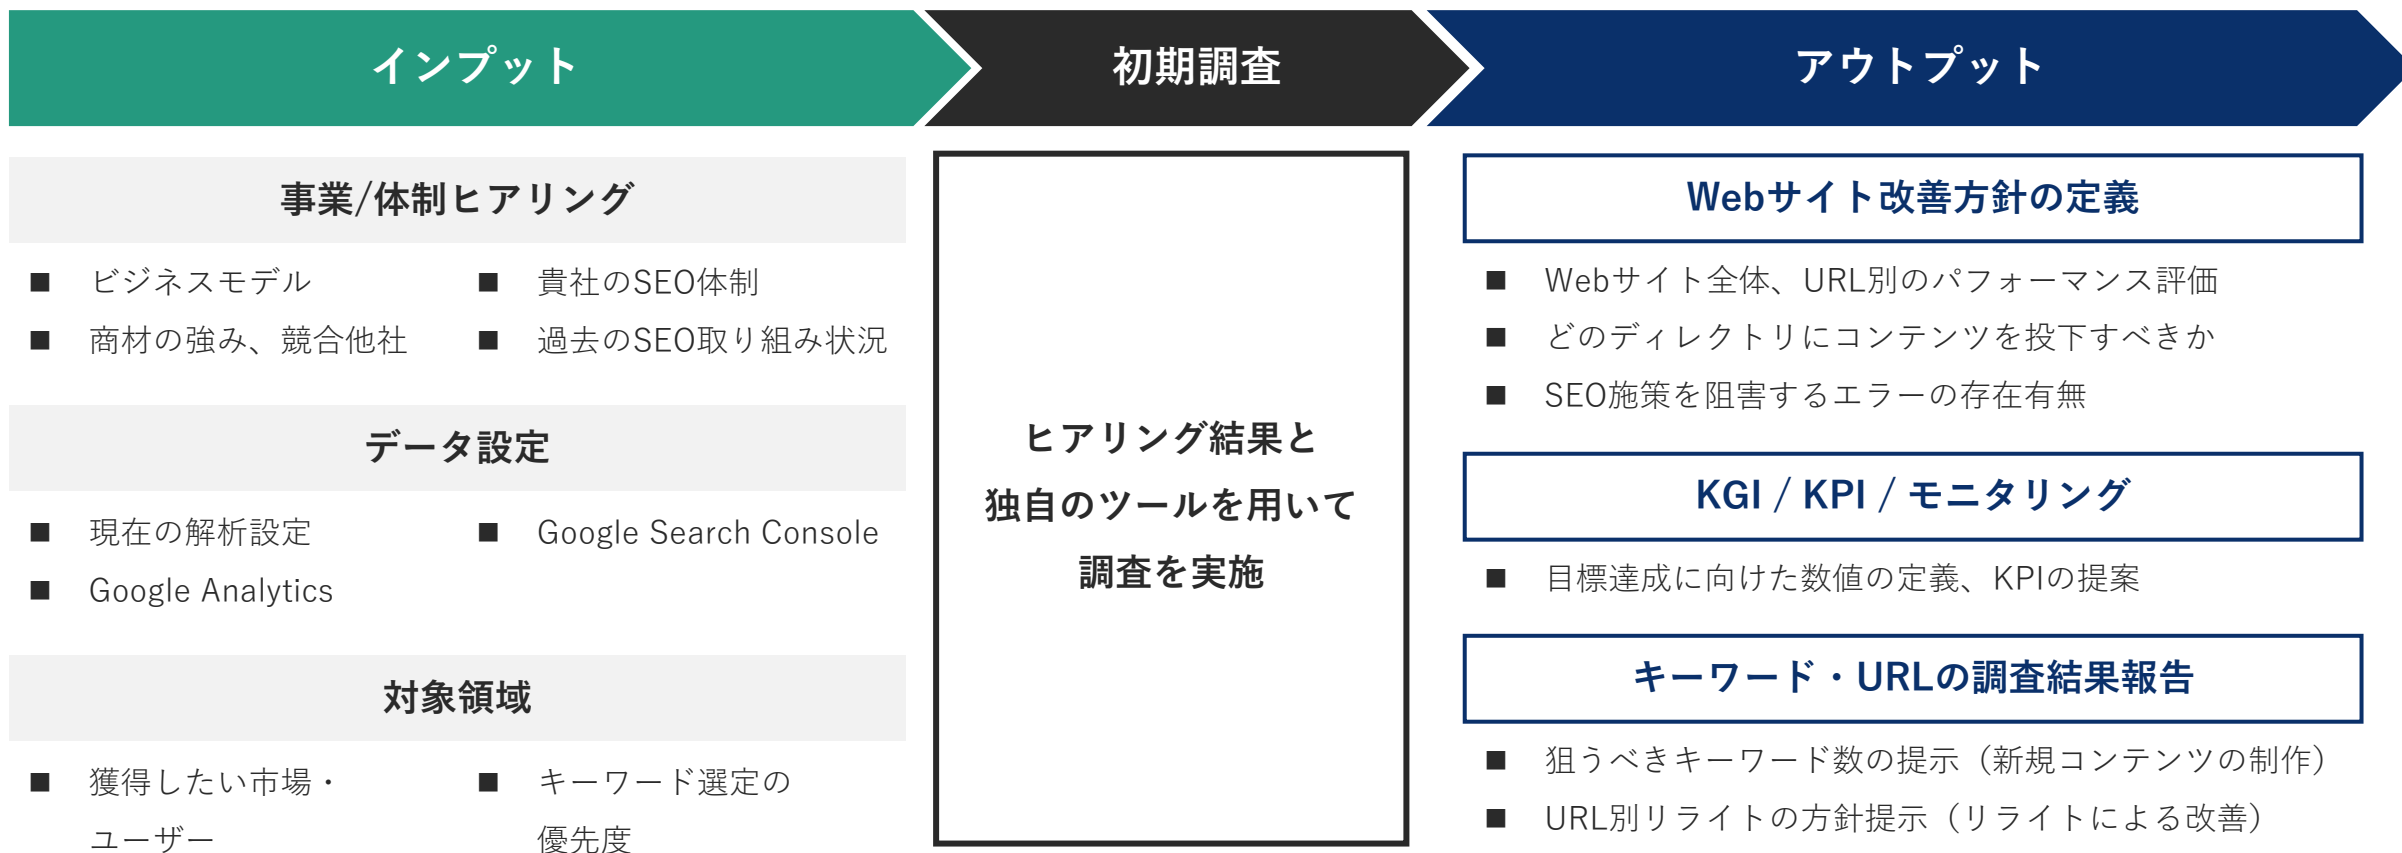 インプット
初期調査
アウトプット
事業/体制ヒアリング
ビジネスモデル
商材の強み、競合他社
貴社のSEO体制
過去のSEO取り組み状況
データ設定
現在の解析設定
Google Analytics
Google Search Console
対象領域
獲得したい市場・
ユーザー
キーワード選定の
優先度
ヒアリング結果と
独自のツールを用いて
調査を実施
Webサイト改善方針の定義
Webサイト全体、URL別のパフォーマンス評価
どのディレクトリにコンテンツを投下すべきか
SEO施策を阻害するエラーの存在有無
KGI / KPI / モニタリング
目標達成に向けた数値の定義、KPIの提案
キーワード・URLの調査結果報告
狙うべきキーワード数の提示（新規コンテンツの制作）
URL別リライトの方針提示（リライトによる改善）